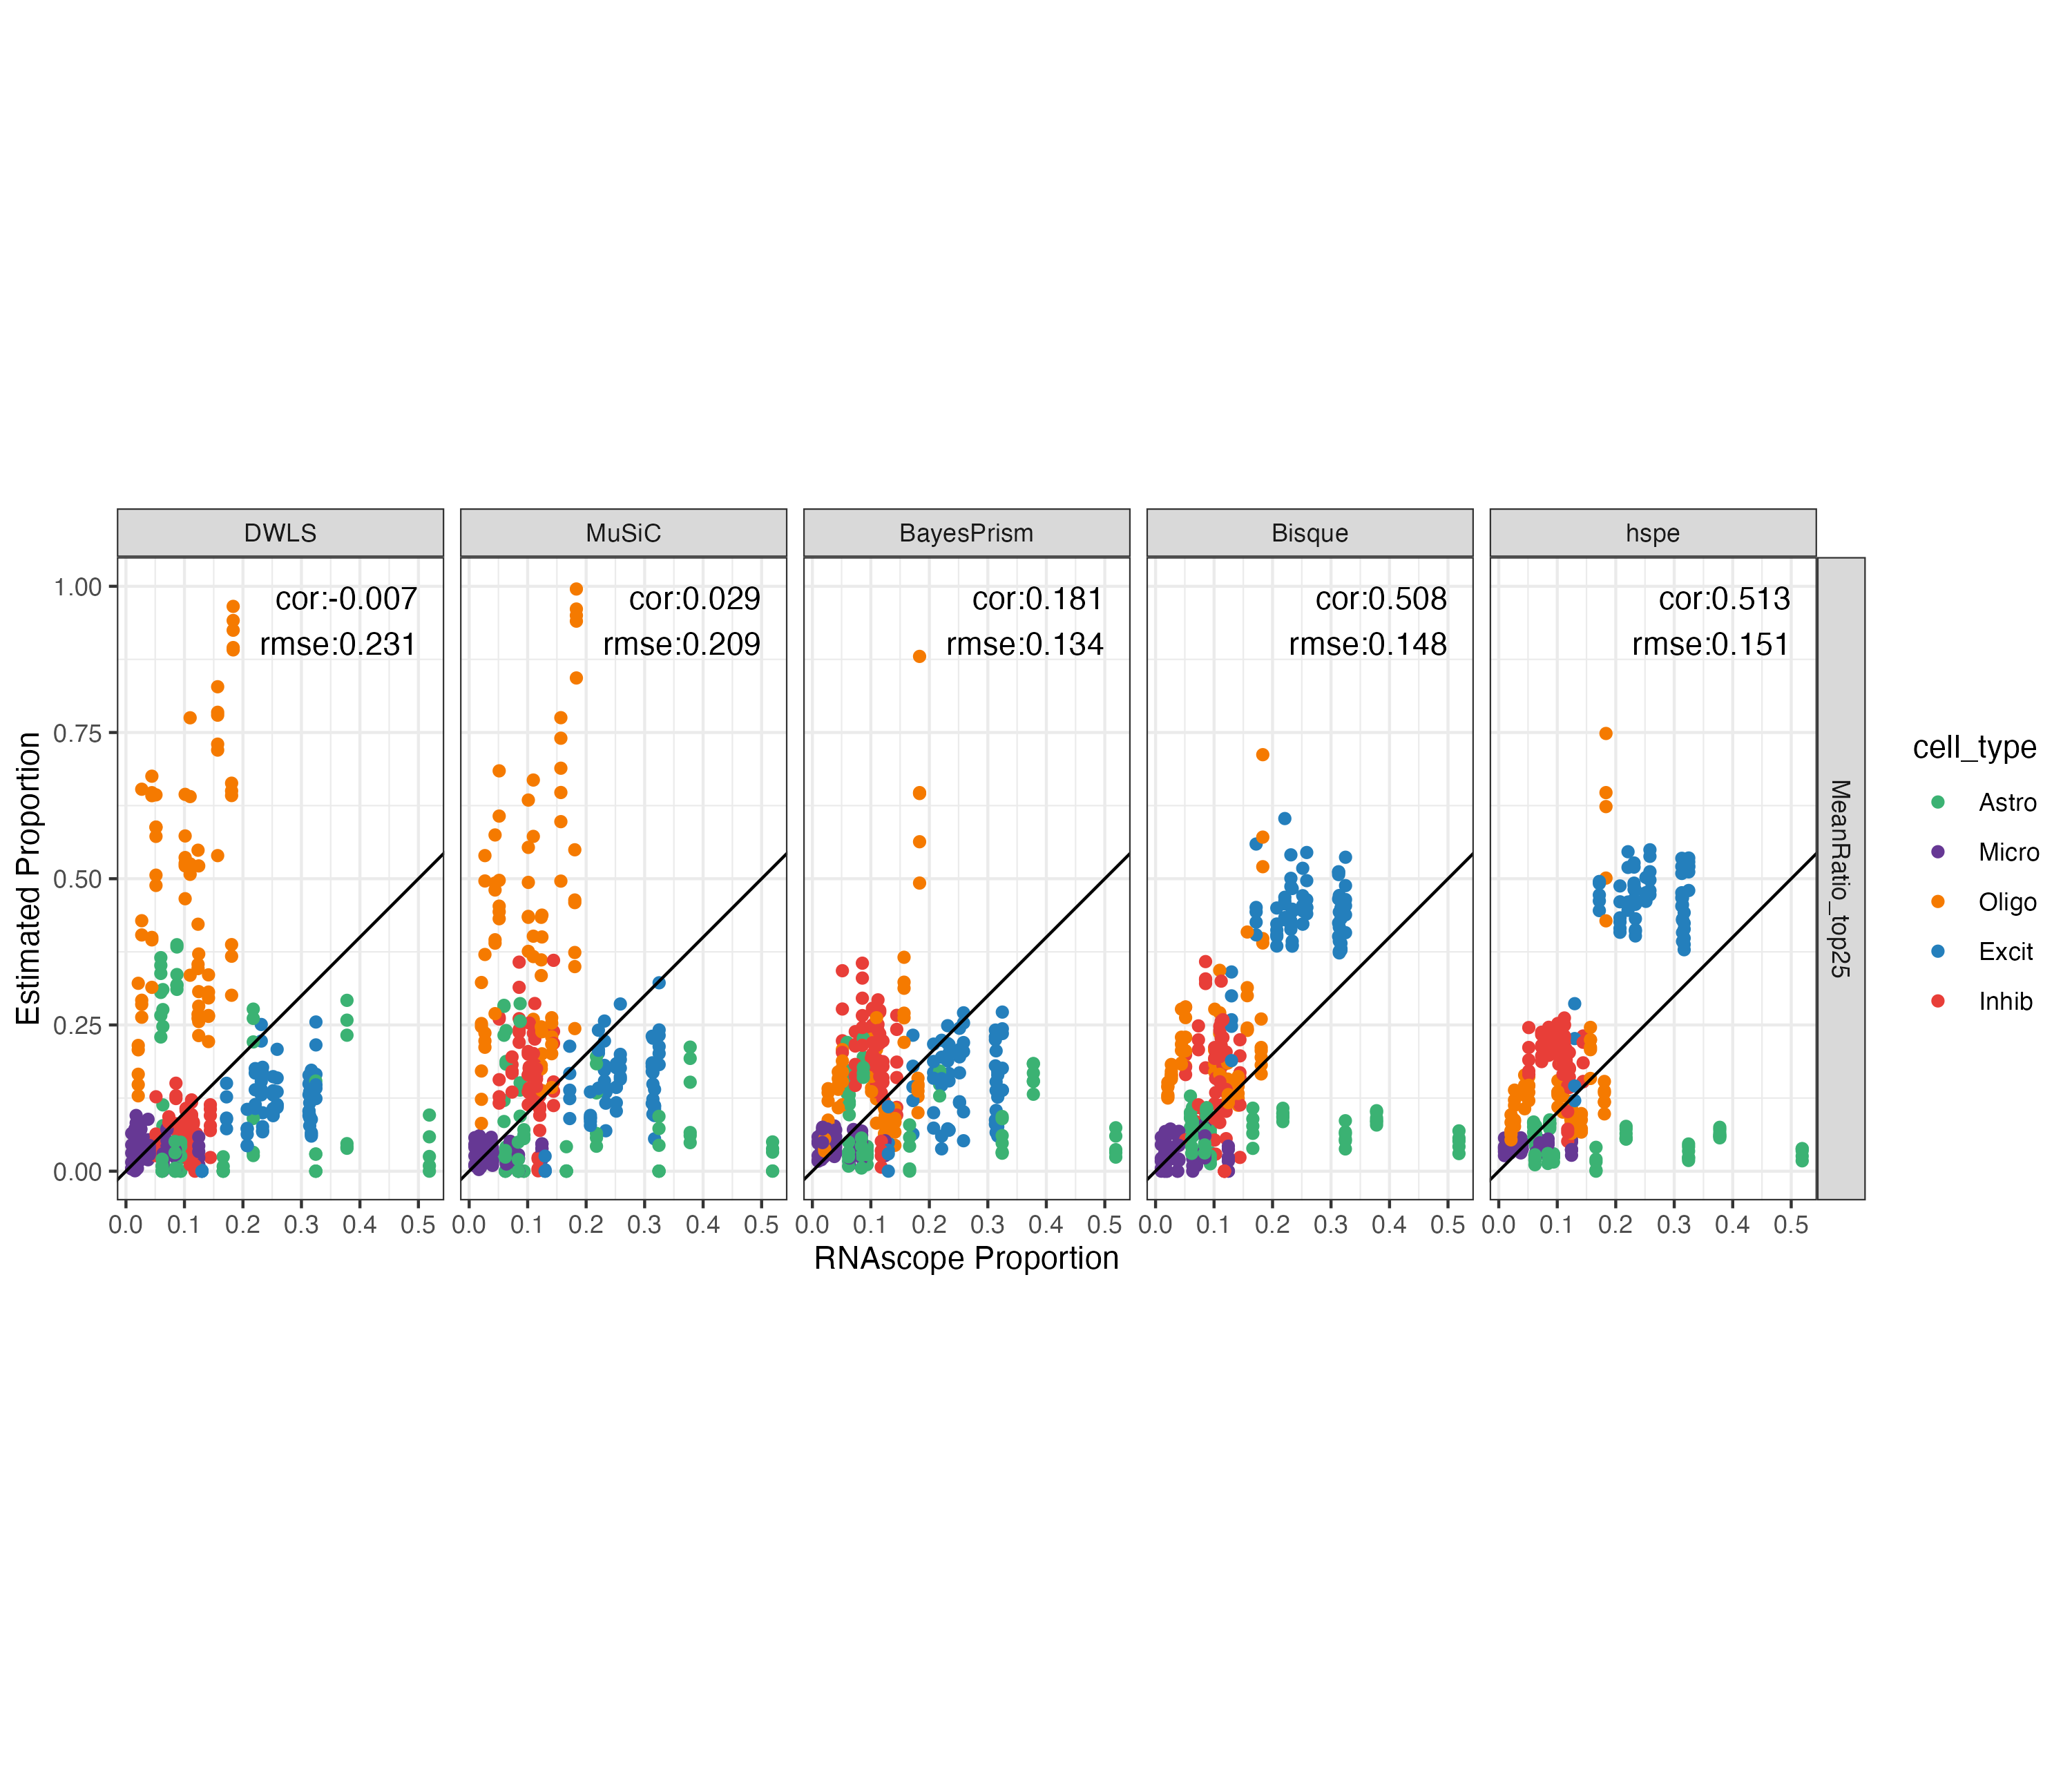 DWLS
MuSiC
BayesPrism
Bisque
hspe
cor:-0.007
rmse:0.231
cor:0.029
rmse:0.209
cor:0.181
rmse:0.134
cor:0.508
rmse:0.148
cor:0.513
rmse:0.151
MeanRatio_top25
Estimated Proportion
1.00
0.75
0.50
0.25
0.00
0.0 0.1 0.2 0.3 0.4 0.5
0.0 0.1 0.2 0.3 0.4 0.5
0.0 0.1 0.2 0.3 0.4 0.5
0.0 0.1 0.2 0.3 0.4 0.5
0.0 0.1 0.2 0.3 0.4 0.5
RNAscope Proportion
cell_type
Astro
Micro
Oligo
Excit
Inhib